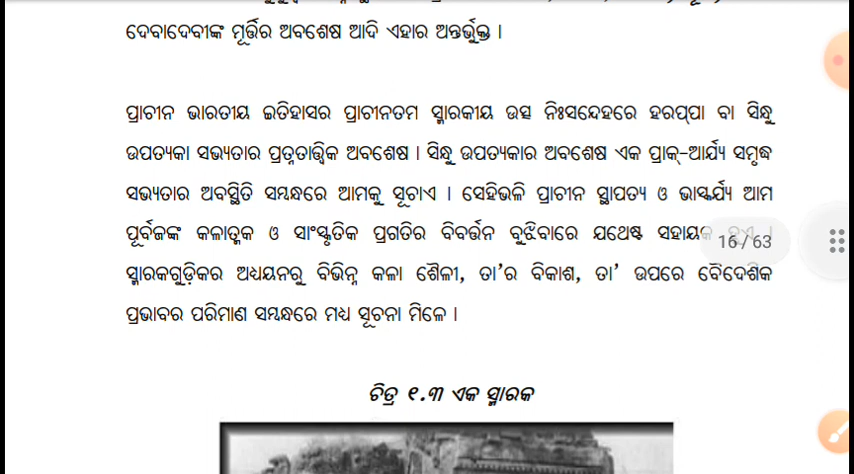 ଦେବାଦେବୀଙ୍କ ମୂର୍ତ୍ତିର ଅବଶେଷ ଆଦି ଏହାର ଅନ୍ତର୍ଭୁକ୍ତ ।
ପ୍ରାଚୀନ ଭାରତୀୟ ଇତିହାସର ପ୍ରାଚୀନତମ ସ୍ମାରକୀୟ ଉତ୍ସ ନିଃସନ୍ଦେହରେ ହରପ୍ପା ବା ସିନ୍ଧୁ
ଉପତ୍ୟକା ସଭ୍ୟତାର ପ୍ରତ୍ନତାତ୍ତ୍ୱିକ ଅବଶେଷ । ସିନ୍ଧୁ ଉପତ୍ୟକାର ଅବଶେଷ ଏକ ପ୍ରାକ୍-ଆର୍ଯ୍ୟ ସମୃଦ୍ଧ
ସଭ୍ୟତାର ଅବସ୍ଥିତି ସମ୍ବନ୍ଧରେ ଆମକୁ ସୂଚାଏ । ସେହିଭଳି ପ୍ରାଚୀନ ସ୍ଥାପତ୍ୟ ଓ ଭାସ୍କର୍ଯ୍ୟ ଆମ
ପୂର୍ବଜଙ୍କ କଳାତ୍ମକ ଓ ସାଂସ୍କୃତିକ ପ୍ରଗତିର ବିବର୍ତ୍ତନ ବୁଝିବାରେ ଯଥେଷ୍ଟ ସହାୟକ ହୁଏ ।
16 / 63
ସ୍ମାରକଗୁଡ଼ିକର ଅଧ୍ୟୟନରୁ ବିଭିନ୍ନ କଳା ଶୈଳୀ, ତା'ର ବିକାଶ, ତା' ଉପରେ ବୈଦେଶିକ
ପ୍ରଭାବର ପରିମାଣ ସମ୍ବନ୍ଧରେ ମଧ୍ୟ ସୂଚନା ମିଳେ ।
ଚିତ୍ର ୧.୩ ଏକ ସ୍ମାରକ